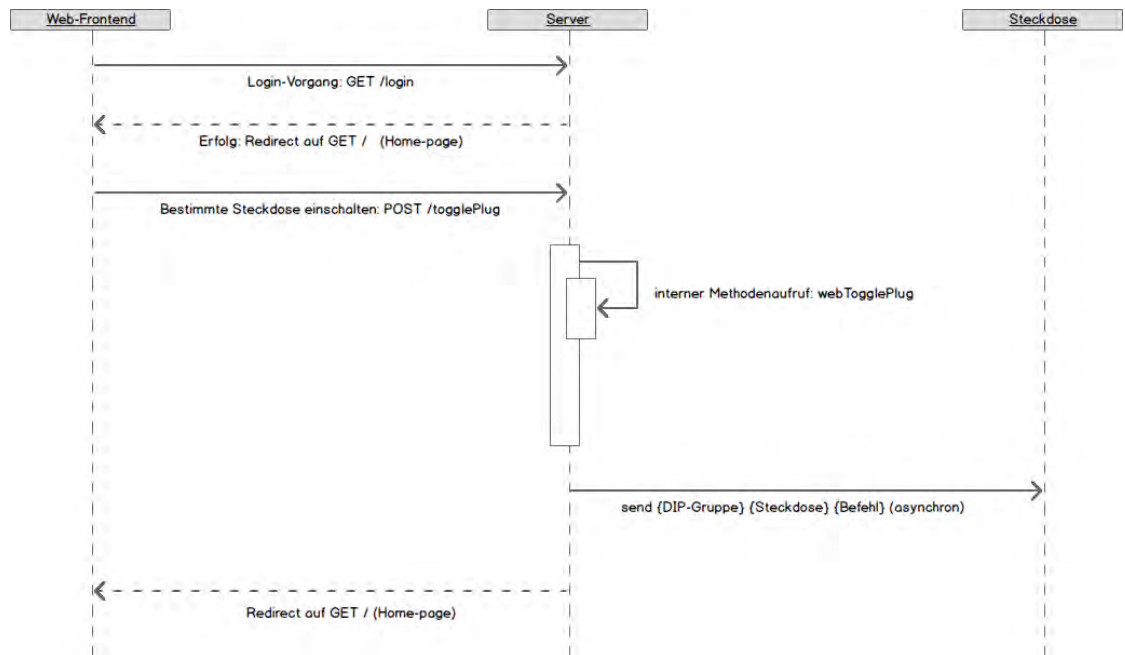 Web-Frontend
Server
Steckdose
Login-Vorgang: GET /login
Erfolg: Redirect auf GET / (Home-page)
Bestimmte Steckdose einschalten: POST /togglePlug
interner Methodenaufruf: webTogglePlug
send {DIP-Gruppe} {Steckdose} {Befehl} (asynchron)
Redirect auf GET / (Home-page)